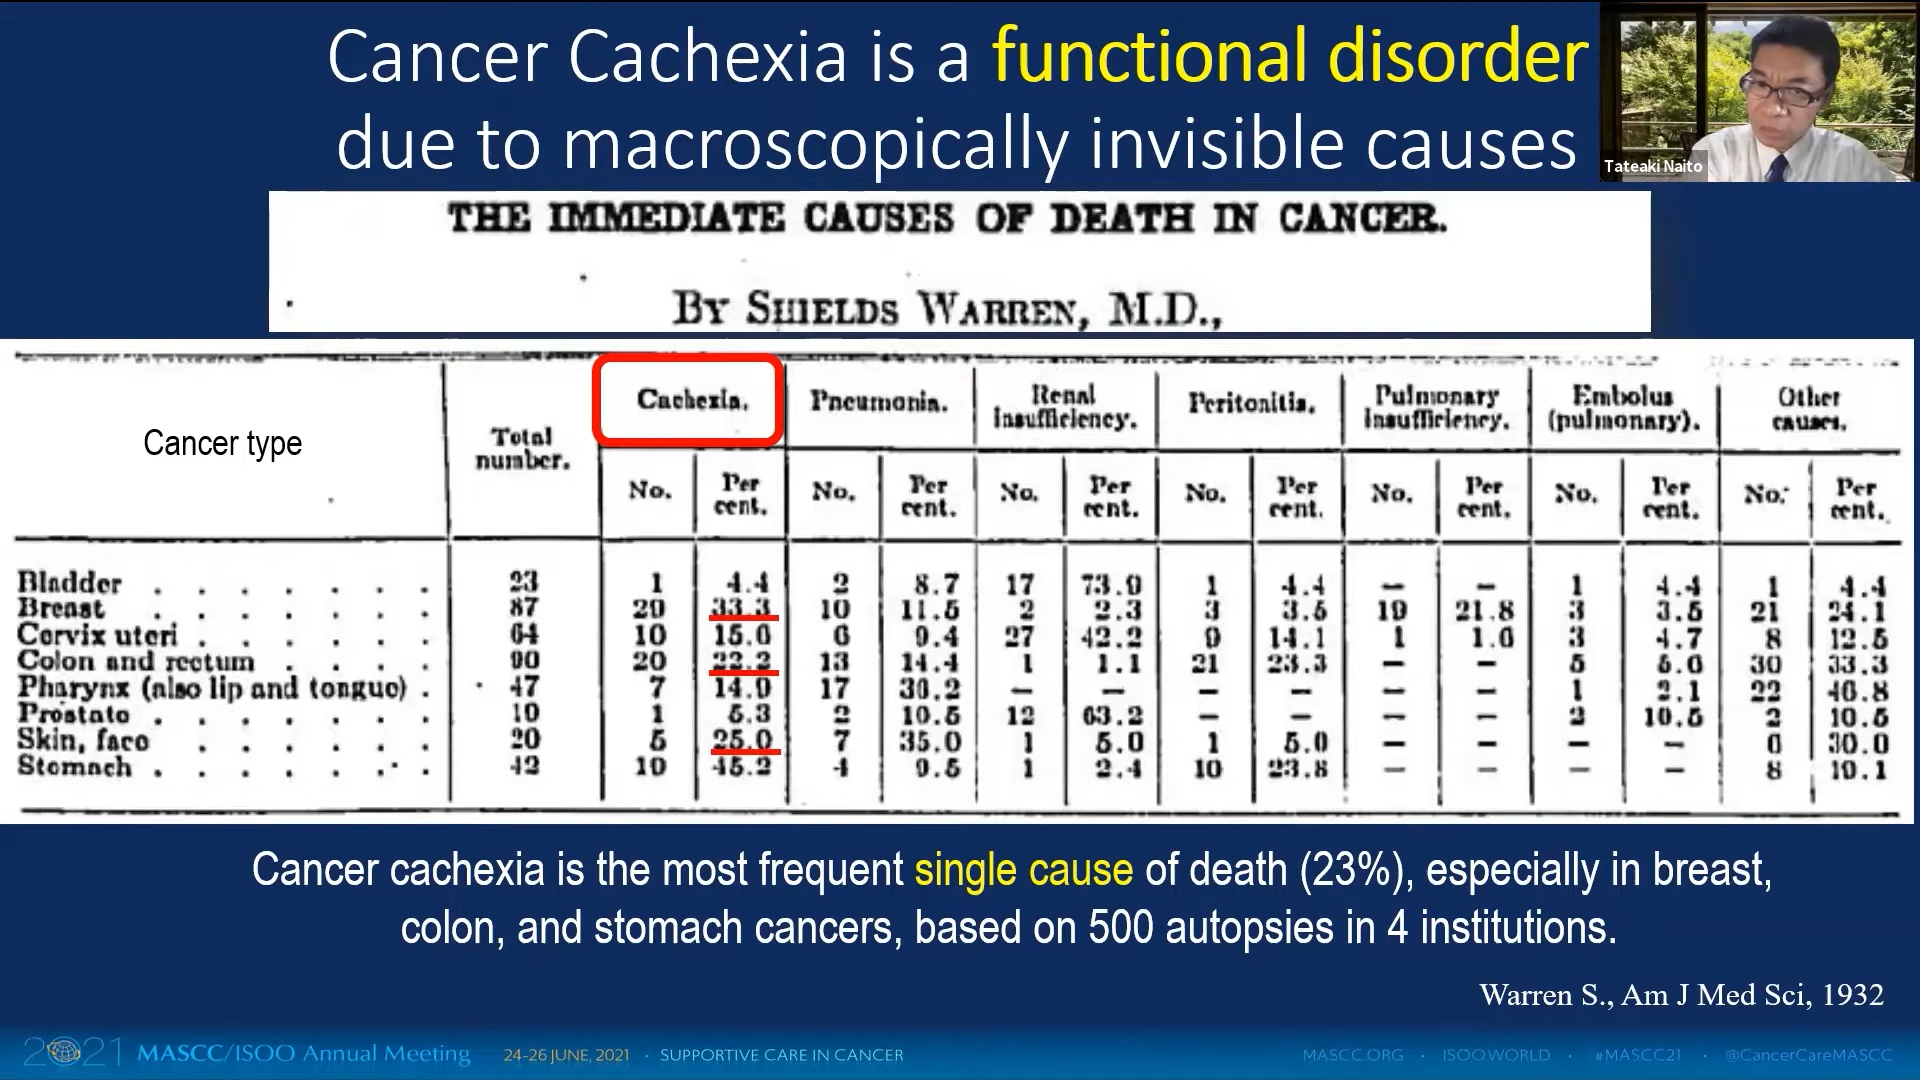 Cancer Cachexia is a functional disorder
due to macroscopically invisible causes
Tateaki Naito
THE IMMEDIATE CAUSES OF DEATH IN CANCER.
BY SHIELDS WARREN, M.D.,
Cancer type Total number. Cachexia. Pneumonia. Renal insufficiency. Peritonitis. Pulmonary insufficiency. Embolus (pulmonary). Other causes.
No. Per cent. No. Per cent. No. Per cent. No. Per cent. No. Per cent. No. Per cent. No. Per cent.
Bladder 23 1 4.4 2 8.7 17 73.9 1 4.4 — — 1 4.4 1 4.4
Breast 87 29 33.3 10 11.5 2 2.3 3 3.5 19 21.8 3 3.5 21 24.1
Cervix uteri 64 10 15.6 6 9.4 27 42.2 9 14.1 1 1.6 3 4.7 8 12.5
Colon and rectum 90 20 22.2 13 14.4 1 1.1 21 23.3 — — 5 30 33.3
Pharynx (also lip and tongue) 47 7 14.9 17 36.2 — — — — — — 1 2.1 22 46.8
Prostate 1 5.3 2 10.5 12 63.2 — — — — 2 10.5 2 10.5
Skin, face 20 5 25.0 7 35.0 1 5.0 1 5.0 — — — — 6 30.0
Stomach 42 45.2 4 9.5 1 2.4 10 23.8 — — — — 8 19.1
Cancer cachexia is the most frequent single cause of death (23%), especially in breast,
colon, and stomach cancers, based on 500 autopsies in 4 institutions.
Warren S., Am J Med Sci, 1932
2021 MASCC/ISOO Annual Meeting 24-26 JUNE, 2021 · SUPPORTIVE CARE IN CANCER MASCC.ORG · ISOO.WORLD · #MASCC21 · @CancerCareMASCC